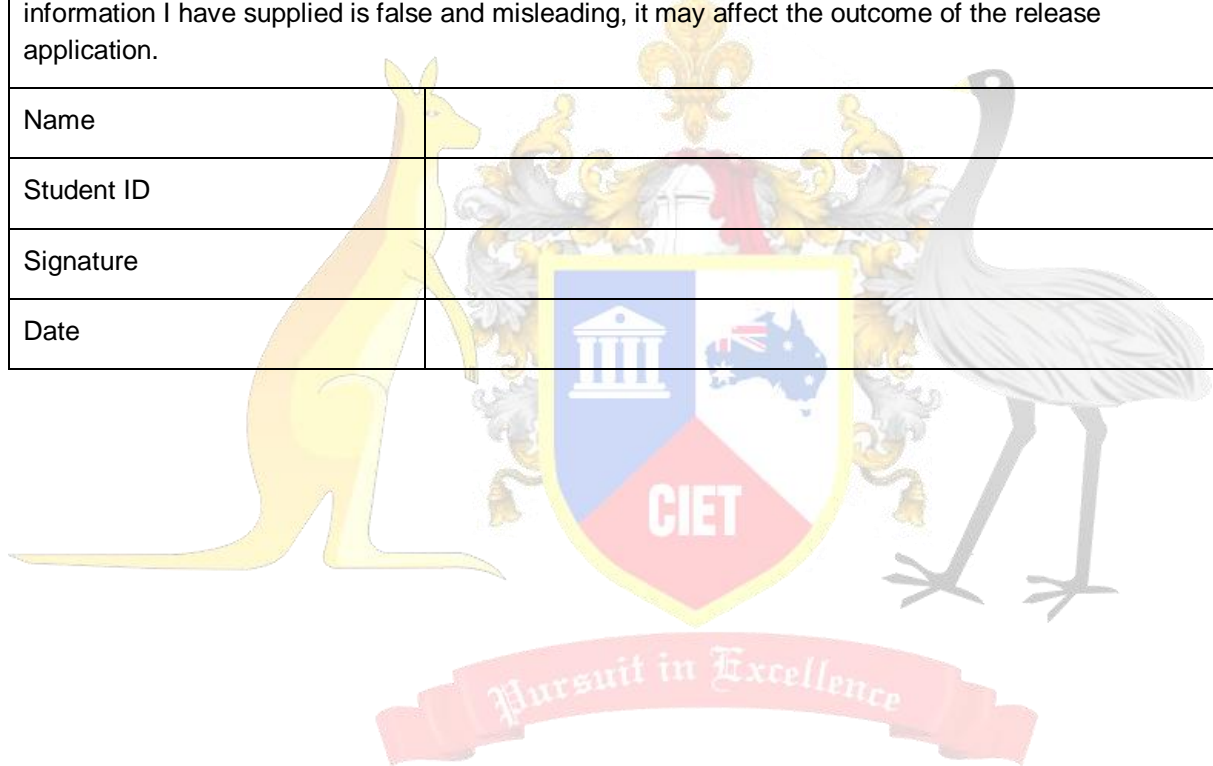 information I have supplied is false and misleading, it may affect the outcome of the release
application.
Name
Student ID
Signature
Date
CIET
Pursuit in Excellence